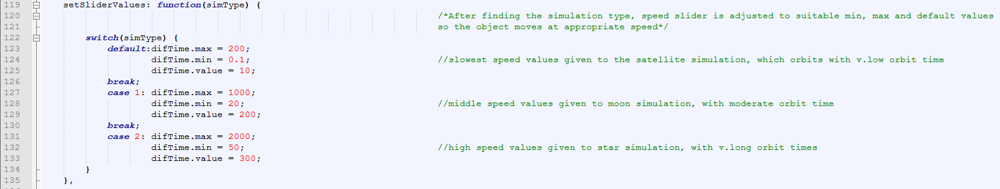 119 setSliderValues: function(simType) {
120 /*After finding the simulation type, speed slider is adjusted to suitable min, max and default values
121 so the object moves at appropriate speed*/
122 switch(simType) {
123 default:difTime.max = 200;
124 difTime.min = 0.1; //slowest speed values given to the satellite simulation, which orbits with v.low orbit time
125 difTime.value = 10;
126 break;
127 case 1: difTime.max = 1000;
128 difTime.min = 20; //middle speed values given to moon simulation, with moderate orbit time
129 difTime.value = 200;
130 break;
131 case 2: difTime.max = 2000;
132 difTime.min = 50; //high speed values given to star simulation, with v.long orbit times
133 difTime.value = 300;
134 }
135 },